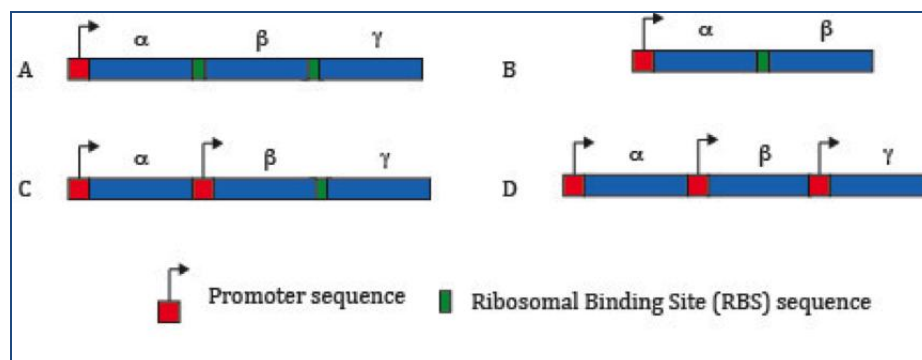 α β γ
A
α β
B
α β γ
C
α β γ
D
Promoter sequence
Ribosomal Binding Site (RBS) sequence